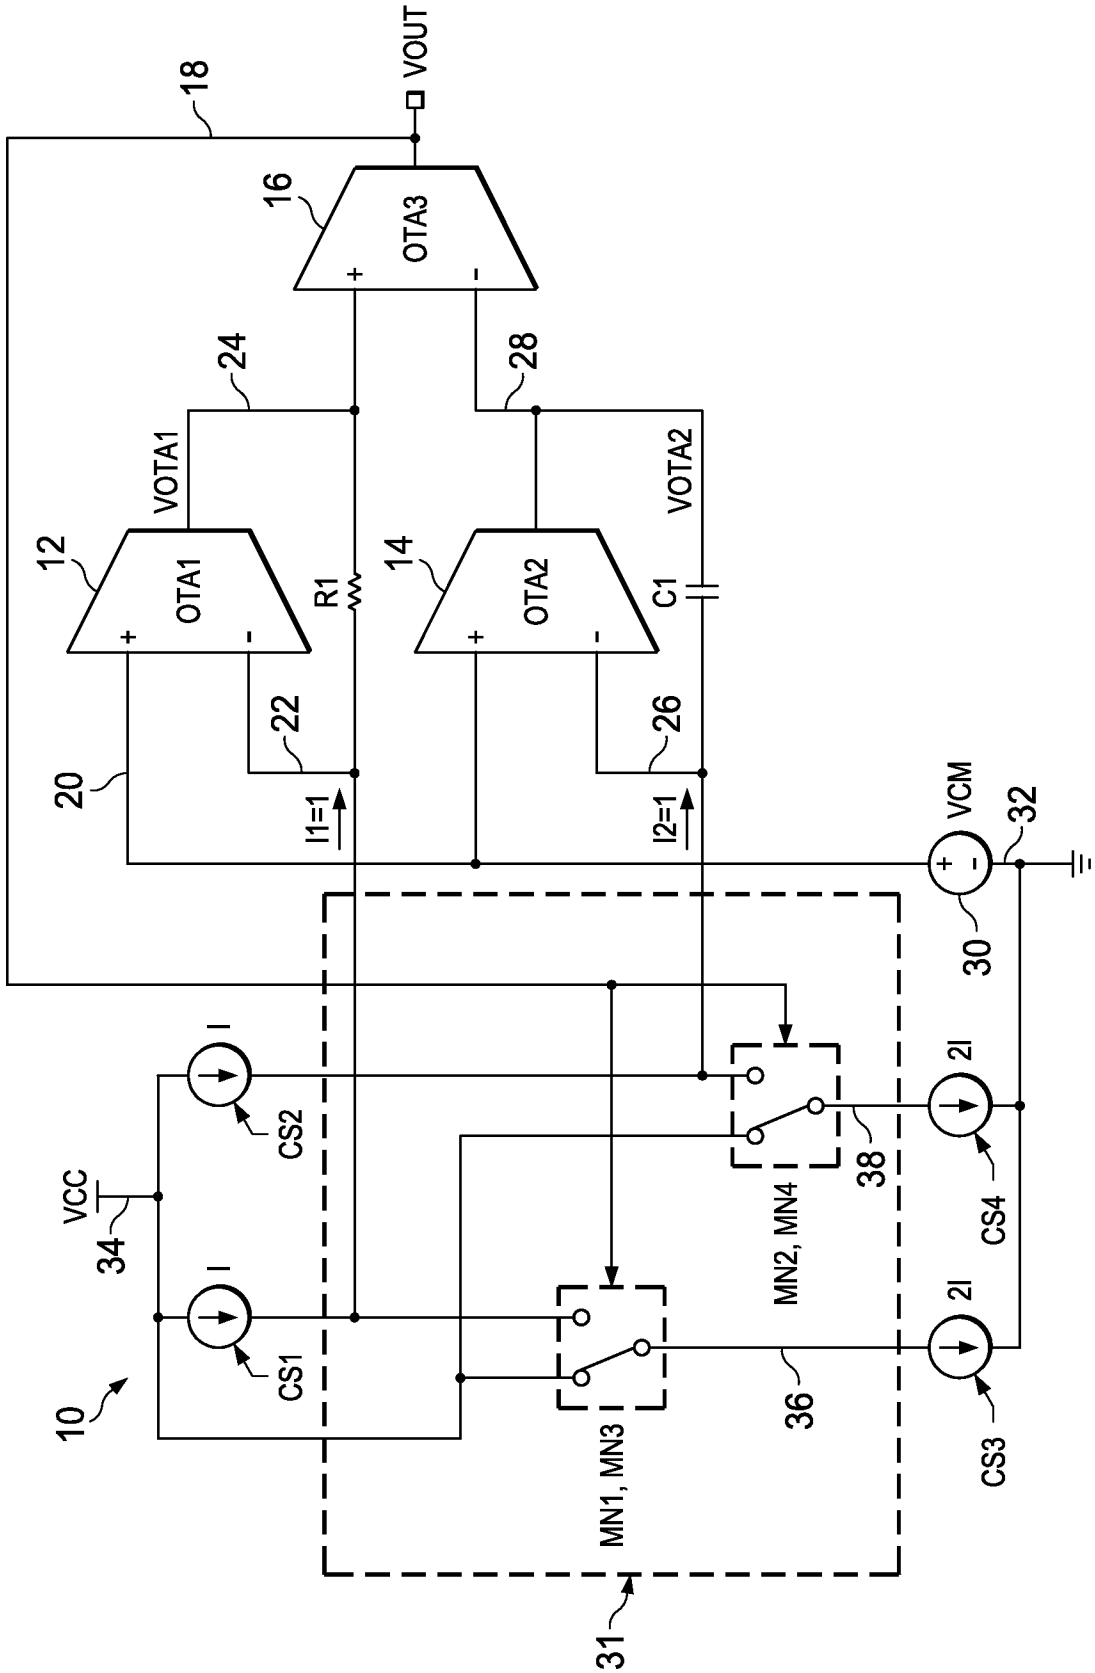 10
VCC
34
18
CS1
I
CS2
I
20
12
VOTA1
24
16
VOUT
+
-
OTA1
22
I1=1
R1
+
-
OTA3
14
28
+
-
OTA2
26
I2=1
C1
VOTA2
31
MN1, MN3
MN2, MN4
36
38
CS3
2I
CS4
2I
30
+
-
VCM
32